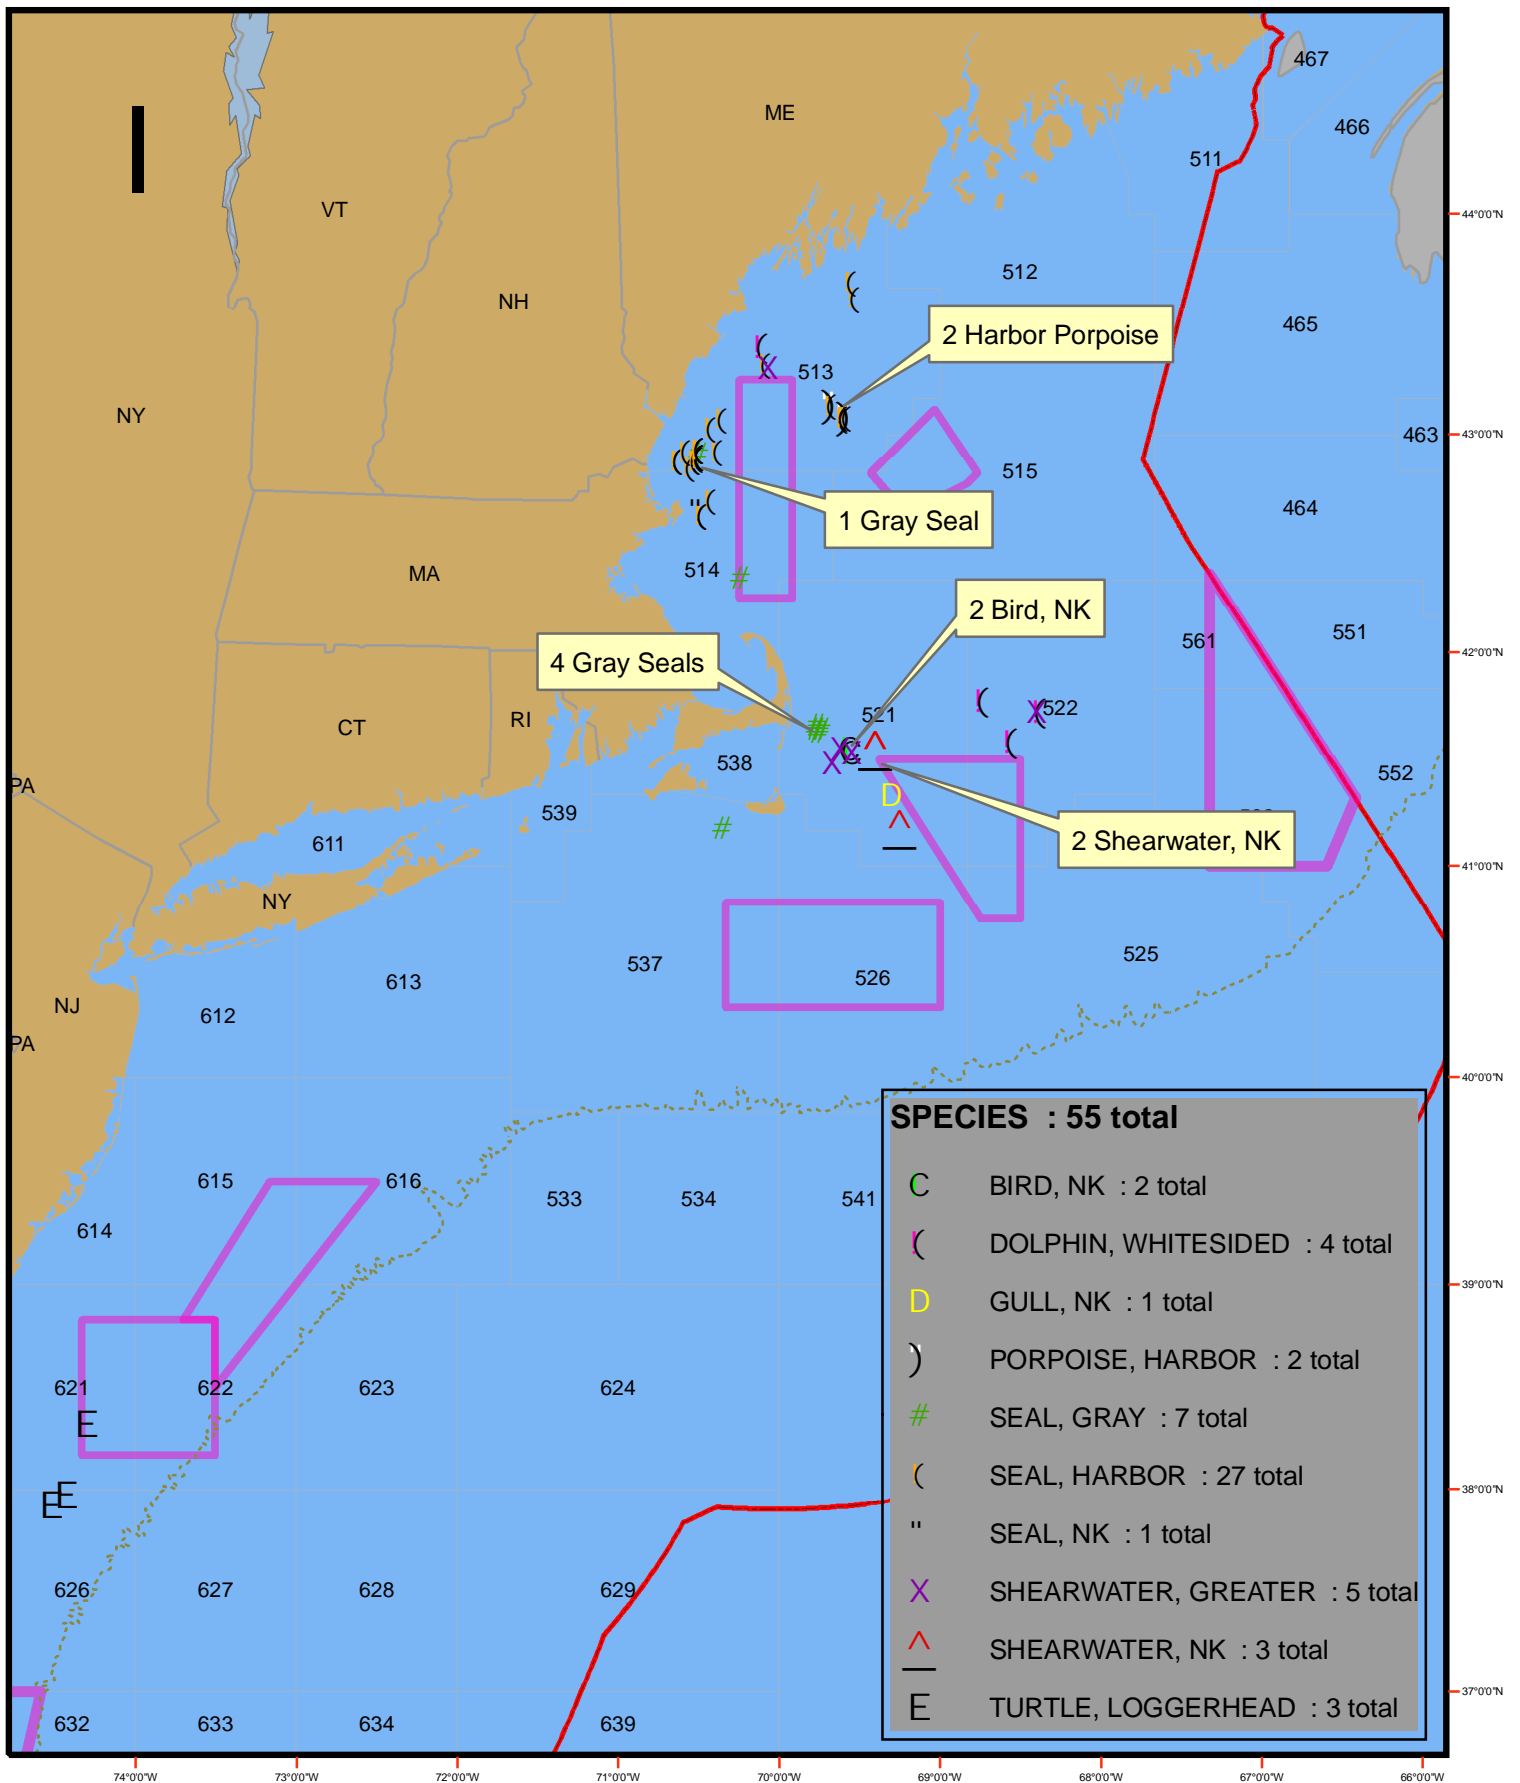 467
ME
466
511
VT
44°0'0"N
512
NH
465
2 Harbor Porpoise
513
NY
463
43°0'0"N
515
464
1 Gray Seal
514
MA
2 Bird, NK
551
561
42°0'0"N
4 Gray Seals
522
521
RI
CT
538
552
PA
539
2 Shearwater, NK
611
41°0'0"N
NY
525
537
526
613
NJ
612
PA
40°0'0"N
SPECIES : 55 total
BIRD, NK : 2 total
DOLPHIN, WHITESIDED : 4 total
GULL, NK : 1 total
PORPOISE, HARBOR : 2 total
SEAL, GRAY : 7 total
SEAL, HARBOR : 27 total
SEAL, NK : 1 total
SHEARWATER, GREATER : 5 total
SHEARWATER, NK : 3 total
TURTLE, LOGGERHEAD : 3 total
615
616
533
534
541
614
39°0'0"N
621
622
623
624
38°0'0"N
626
627
628
629
37°0'0"N
632
633
634
639
74°0'0"W
73°0'0"W
72°0'0"W
71°0'0"W
70°0'0"W
69°0'0"W
68°0'0"W
67°0'0"W
66°0'0"W